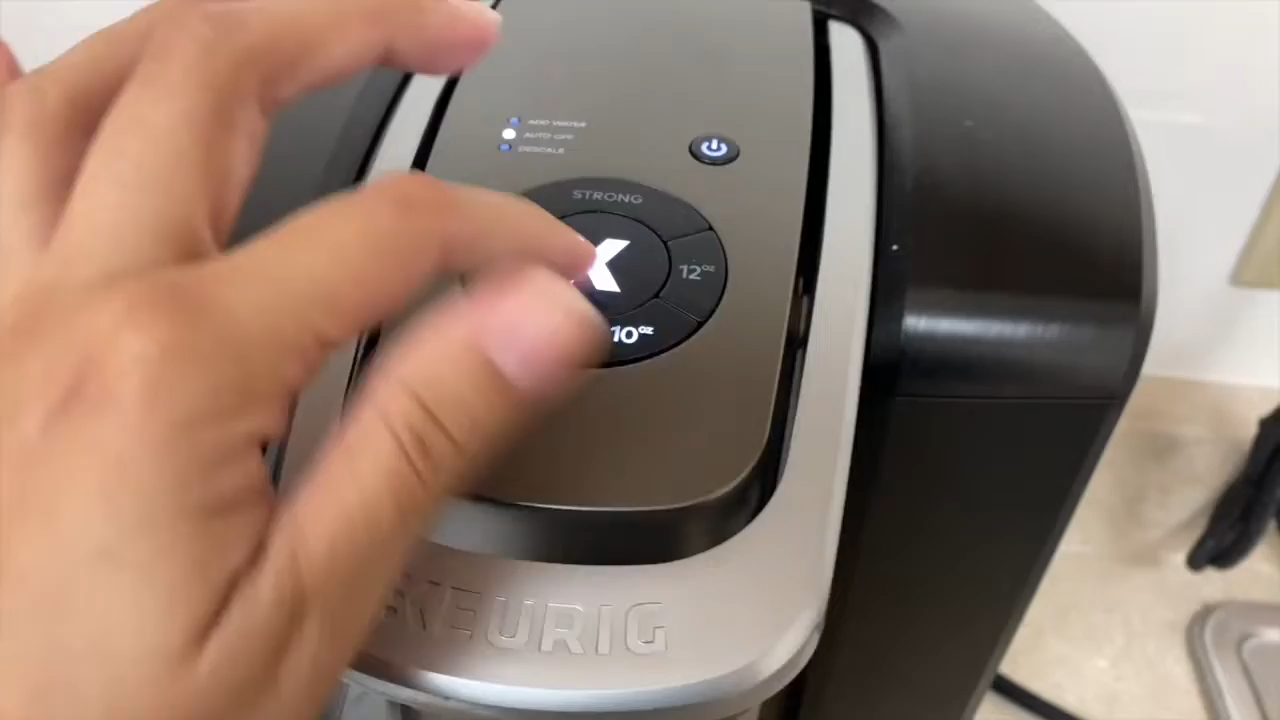 ADD WATER
AUTO OFF
DESCALE
STRONG
K
12oz
10oz
KEURIG